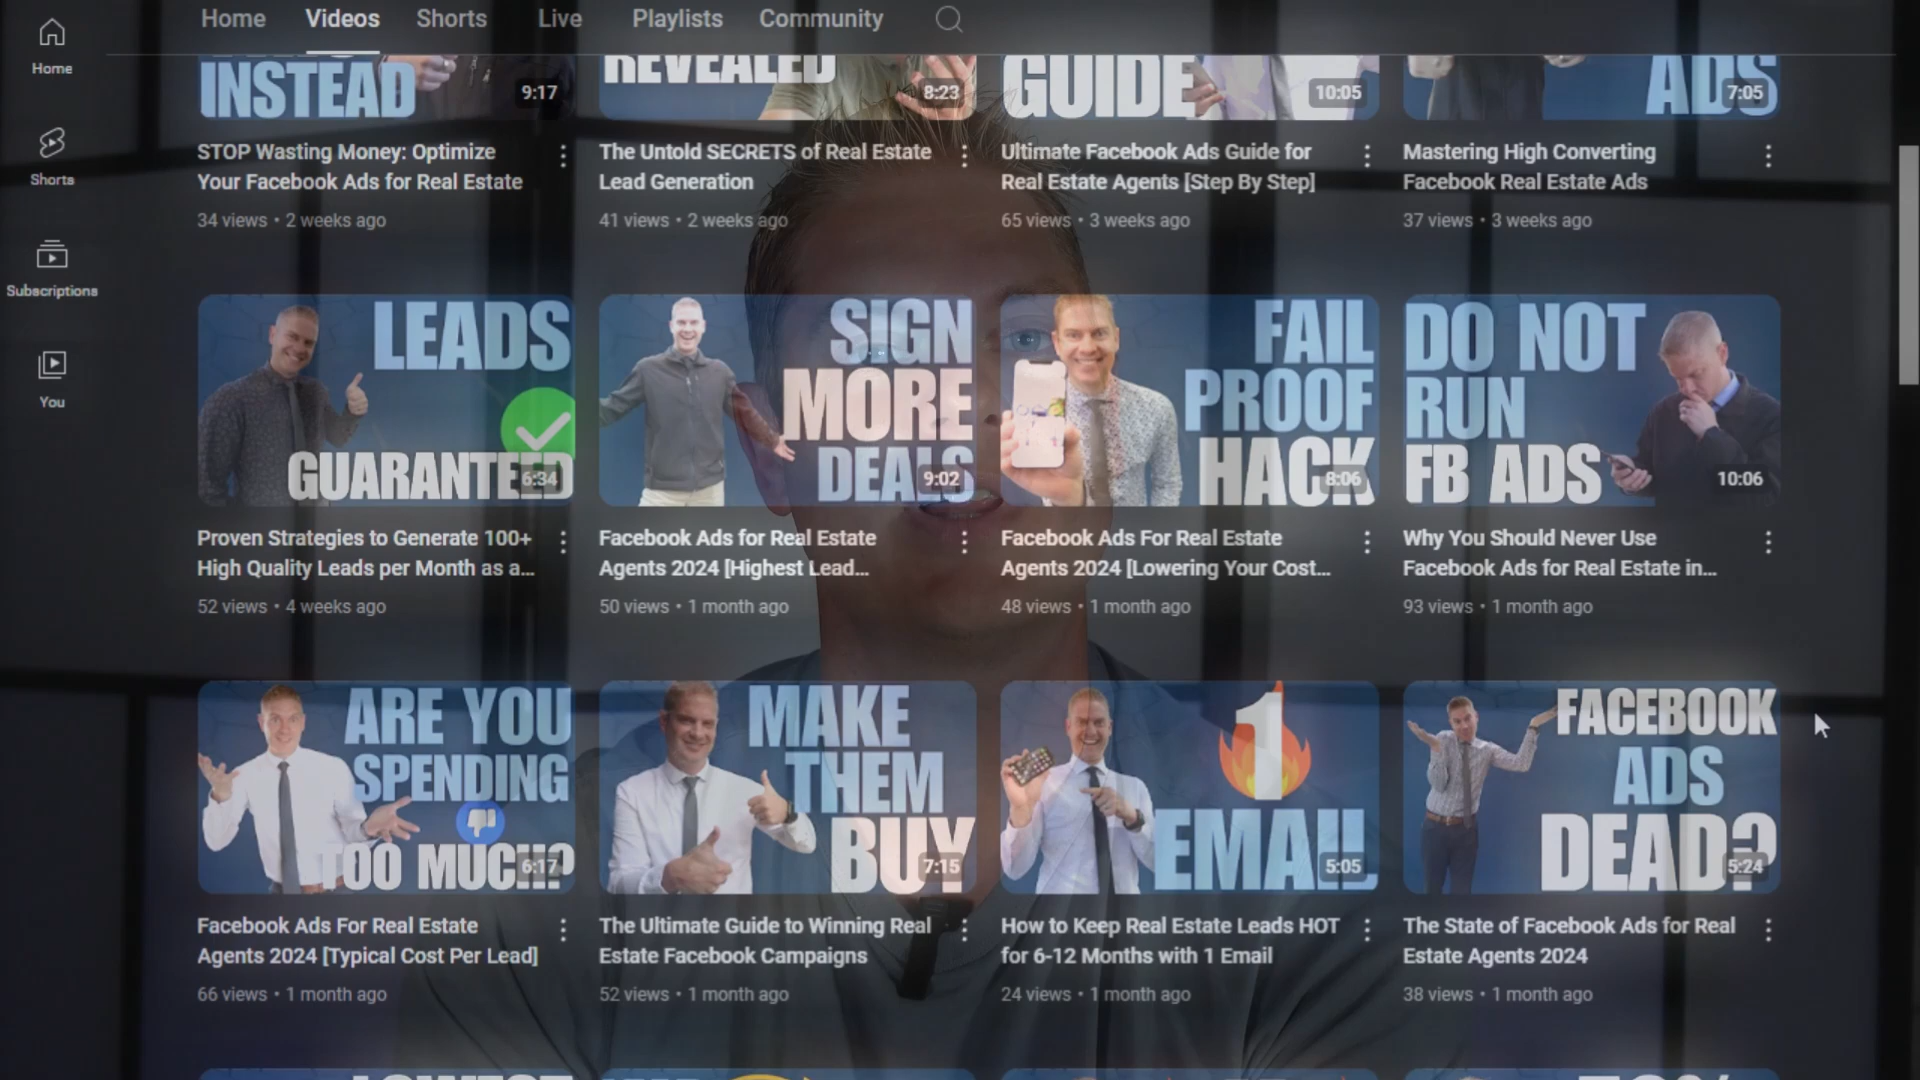 Home Videos Shorts Live Playlists Community
Home
Shorts
Subscriptions
You
INSTEAD
9:17
REVEALED
8:23
GUIDE
10:05
ADS
7:05
STOP Wasting Money: Optimize
Your Facebook Ads for Real Estate
34 views • 2 weeks ago
The Untold SECRETS of Real Estate
Lead Generation
41 views • 2 weeks ago
Ultimate Facebook Ads Guide for
Real Estate Agents [Step By Step]
65 views • 3 weeks ago
Mastering High Converting
Facebook Real Estate Ads
37 views • 3 weeks ago
LEADS
GUARANTEED
6:34
SIGN
MORE
DEALS
9:02
FAIL
PROOF
HACK
8:06
DO NOT
RUN
FB ADS
10:06
Proven Strategies to Generate 100+
High Quality Leads per Month as a...
52 views • 4 weeks ago
Facebook Ads for Real Estate
Agents 2024 [Highest Lead...
50 views • 1 month ago
Facebook Ads For Real Estate
Agents 2024 [Lowering Your Cost...
48 views • 1 month ago
Why You Should Never Use
Facebook Ads for Real Estate in...
93 views • 1 month ago
ARE YOU
SPENDING
TOO MUCH?
6:17
MAKE
THEM
BUY
7:15
1
EMAIL
5:05
FACEBOOK
ADS
DEAD?
5:24
Facebook Ads For Real Estate
Agents 2024 [Typical Cost Per Lead]
66 views • 1 month ago
The Ultimate Guide to Winning Real
Estate Facebook Campaigns
52 views • 1 month ago
How to Keep Real Estate Leads HOT
for 6-12 Months with 1 Email
24 views • 1 month ago
The State of Facebook Ads for Real
Estate Agents 2024
38 views • 1 month ago